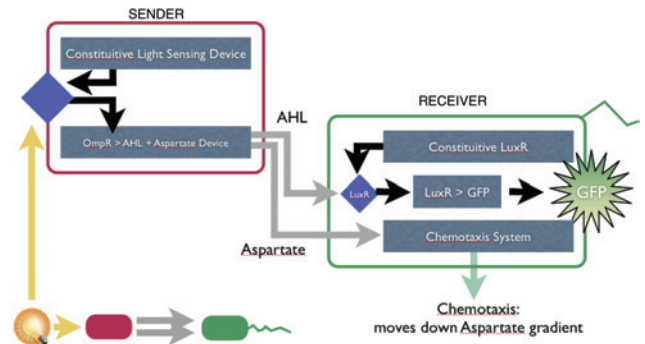 SENDER
Constituitive Light Sensing Device
OmpR > AHL + Aspartate Device
AHL
RECEIVER
Constituitive LuxR
LuxR
LuxR > GFP
GFP
Chemotaxis System
Aspartate
Chemotaxis:
moves down Aspartate gradient